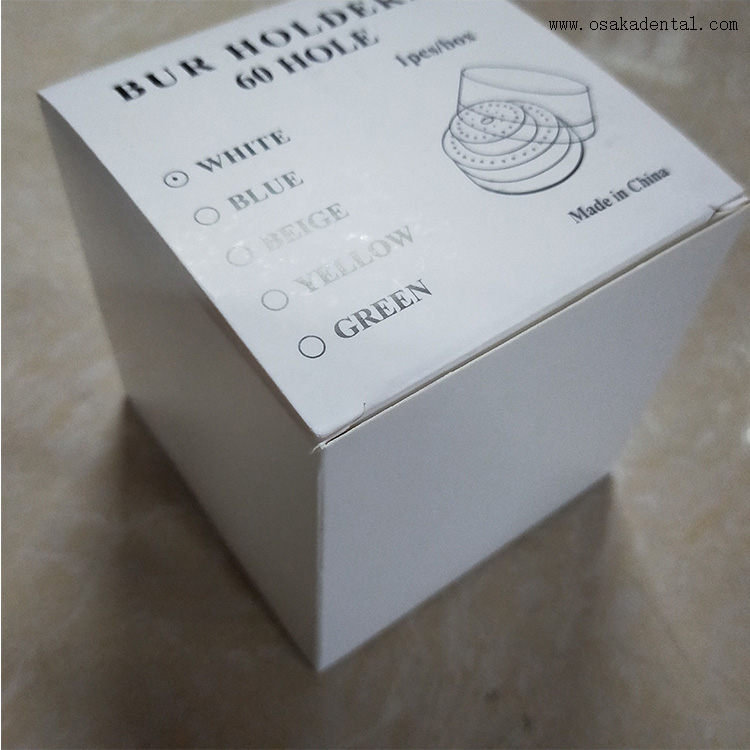 www.osakadental.com
BUR HOLDER
60 HOLE
1pcs/box
WHITE
BLUE
BEIGE
YELLOW
GREEN
Made in China